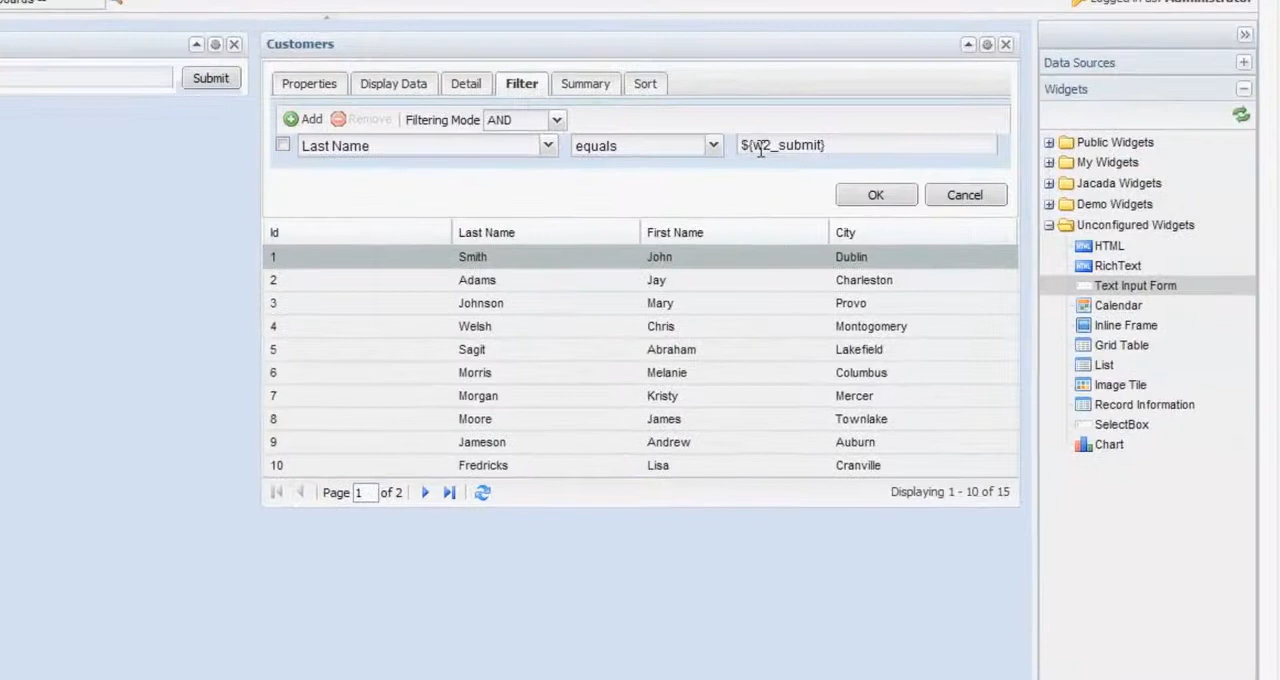 Logged in as: Administrator
Submit
Customers
Properties Display Data Detail Filter Summary Sort
Add Remove Filtering Mode AND
Last Name equals ${w2_submit}
OK Cancel
Id Last Name First Name City
1 Smith John Dublin
2 Adams Jay Charleston
3 Johnson Mary Provo
4 Welsh Chris Montogomery
5 Sagit Abraham Lakefield
6 Morris Melanie Columbus
7 Morgan Kristy Mercer
8 Moore James Townlake
9 Jameson Andrew Auburn
10 Fredricks Lisa Cranville
Page 1 of 2 Displaying 1 - 10 of 15
Data Sources
Widgets
Public Widgets
My Widgets
Jacada Widgets
Demo Widgets
Unconfigured Widgets
HTML
RichText
Text Input Form
Calendar
Inline Frame
Grid Table
List
Image Tile
Record Information
SelectBox
Chart